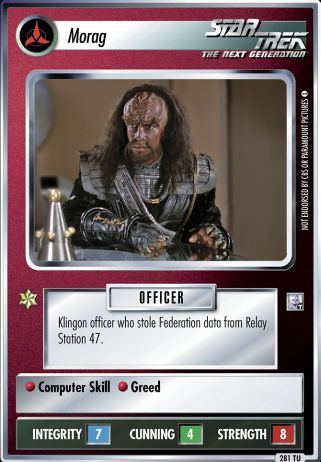 Morag
STAR TREK
THE NEXT GENERATION
NOT ENDORSED BY CBS OR PARAMOUNT PICTURES
OFFICER
Klingon officer who stole Federation data from Relay
Station 47.
Computer Skill Greed
INTEGRITY 7 CUNNING 4 STRENGTH 8
281 TU